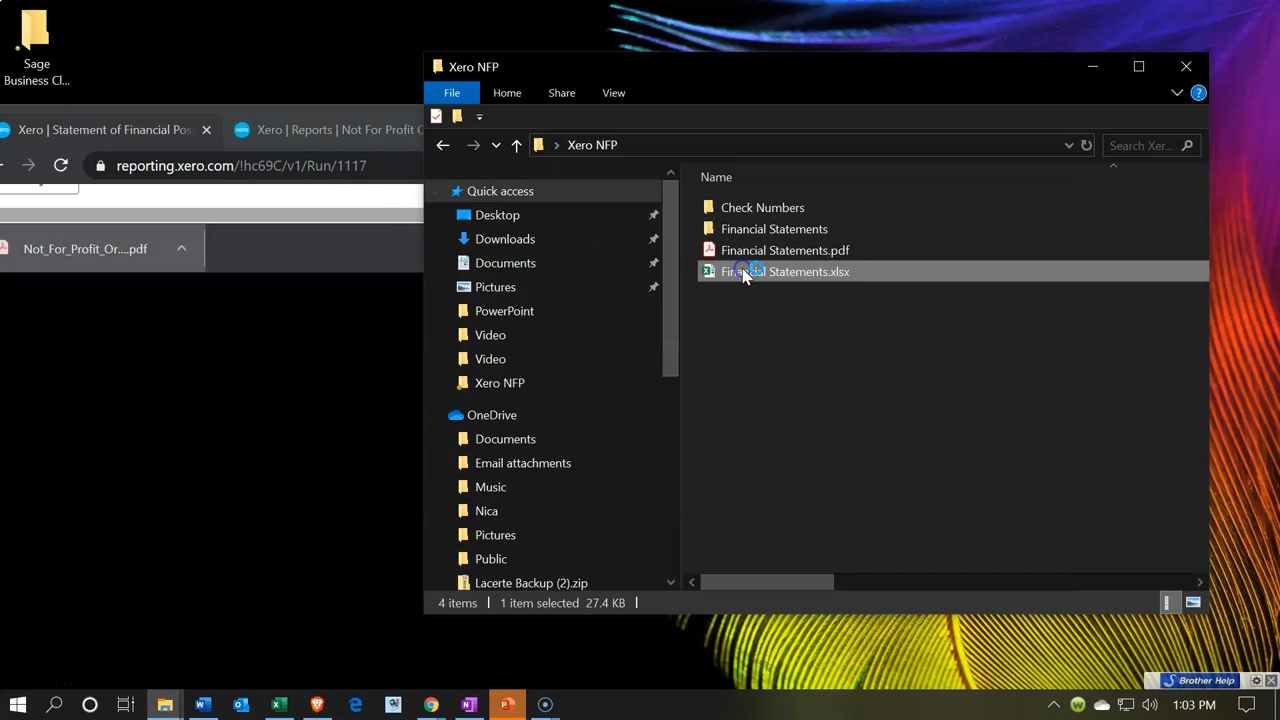 Sage
Business Cl...
Xero | Statement of Financial Pos
Xero | Reports | Not For Profit O
reporting.xero.com/!hc69C/v1/Run/1117
Not_For_Profit_Or....pdf
Xero NFP
File
Home
Share
View
?
Xero NFP
Search Xer...
Quick access
Desktop
Downloads
Documents
Pictures
PowerPoint
Video
Video
Xero NFP
OneDrive
Documents
Email attachments
Music
Nica
Pictures
Public
Lacerte Backup (2).zip
Name
Check Numbers
Financial Statements
Financial Statements.pdf
Financial Statements.xlsx
4 items
1 item selected 27.4 KB
Brother Help
1:03 PM